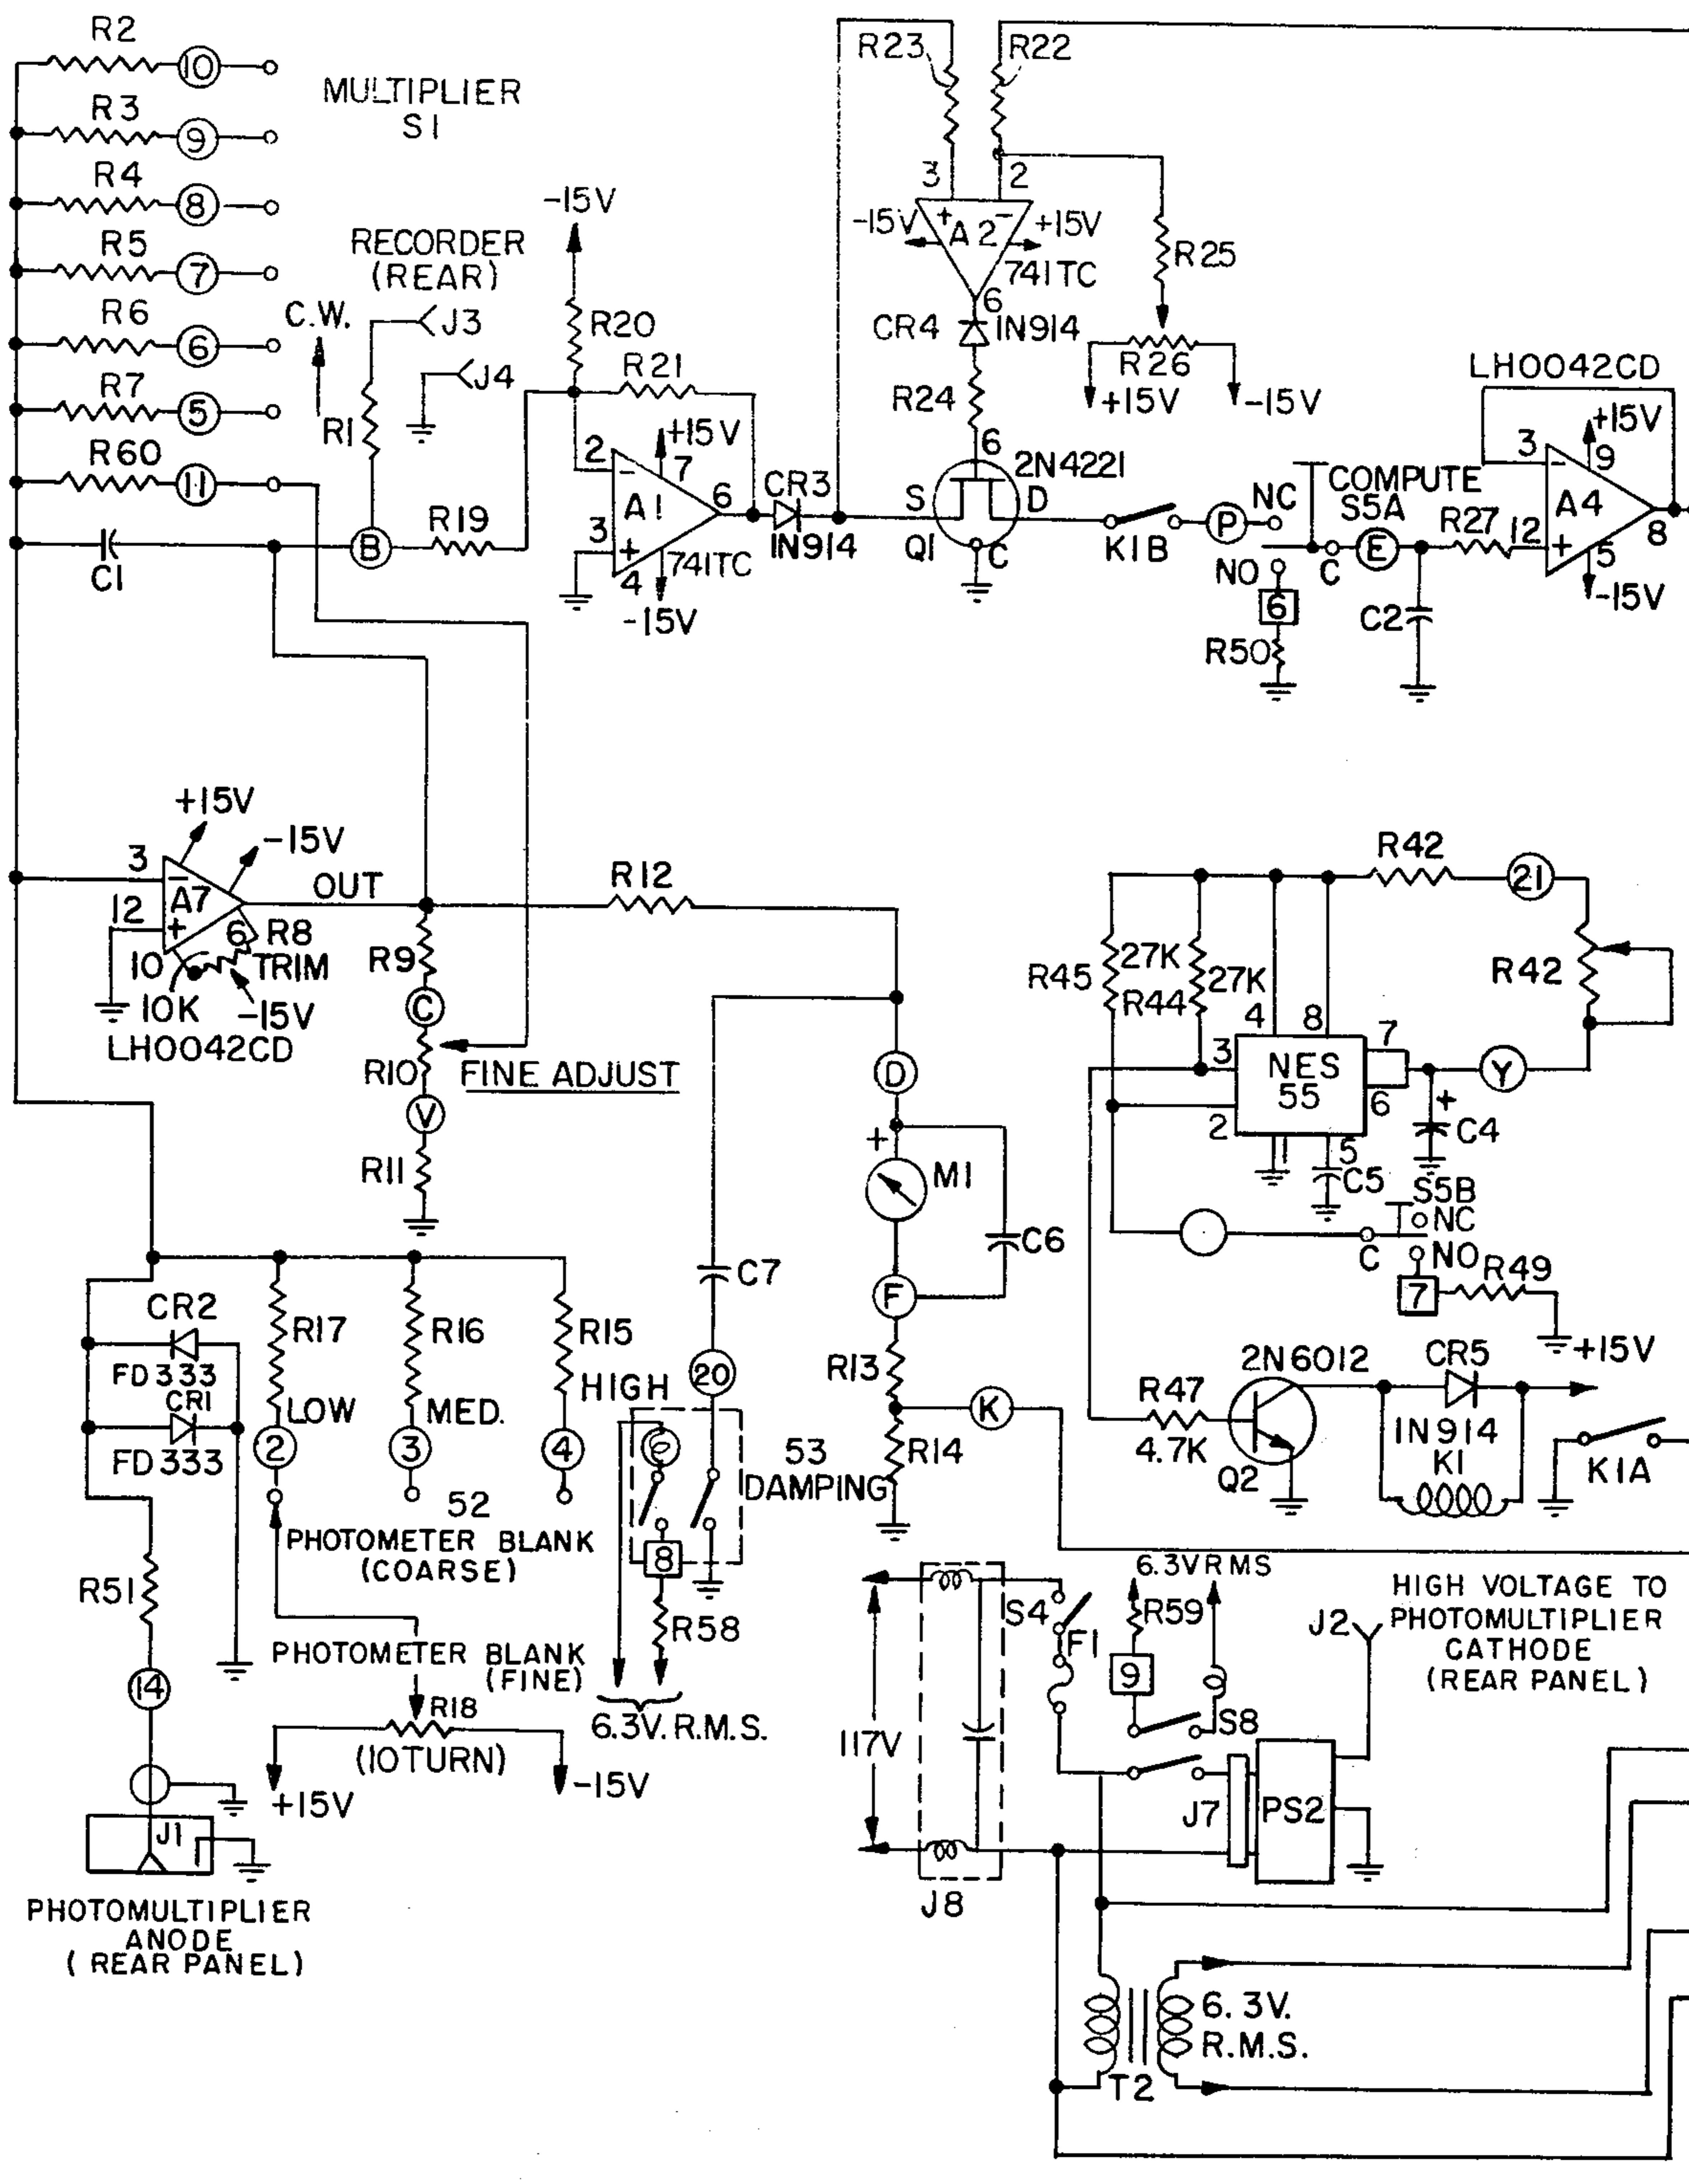 R2
10
R3
9
MULTIPLIER
S1
R4
8
R5
7
R6
6
R7
5
R60
11
C1
RECORDER
(REAR)
C.W.
J3
J4
R1
B
R19
-15V
R20
R21
2
-
+15V
7
A1
6
3
+
4
741TC
-15V
CR3
1N914
R23
R22
3
2
-15V
+
A2
-
+15V
741TC
6
R25
CR4
1N914
R24
R26
+15V
-15V
6
2N4221
S
D
Q1
C
K1B
P
NC
COMPUTE
S5A
NO
C
E
6
R50
R27
C2
LH0042CD
3
-
+15V
9
A4
12
+
5
8
-15V
+15V
-15V
3
-
A7
OUT
12
+
6
R8
10
TRIM
10K
-15V
LH0042CD
R12
R9
C
R10
FINE ADJUST
V
R11
D
+
M1
C6
F
C7
R13
K
R14
R42
21
R45
27K
R44
27K
R42
4
8
3
NES
55
7
6
2
1
5
Y
+
C4
C5
S5B
NC
C
NO
7
R49
2N6012
CR5
+15V
R47
4.7K
Q2
1N914
K1
K1A
CR2
FD333
CR1
FD333
R17
LOW
2
R16
MED.
3
R15
HIGH
4
20
53
DAMPING
8
R58
52
PHOTOMETER BLANK
(COARSE)
R51
14
PHOTOMETER BLANK
(FINE)
R18
(10TURN)
+15V
-15V
6.3V.R.M.S.
J1
PHOTOMULTIPLIER
ANODE
(REAR PANEL)
117V
J8
S4
F1
6.3VRMS
R59
9
S8
J7
PS2
J2
HIGH VOLTAGE TO
PHOTOMULTIPLIER
CATHODE
(REAR PANEL)
T2
6.3V.
R.M.S.